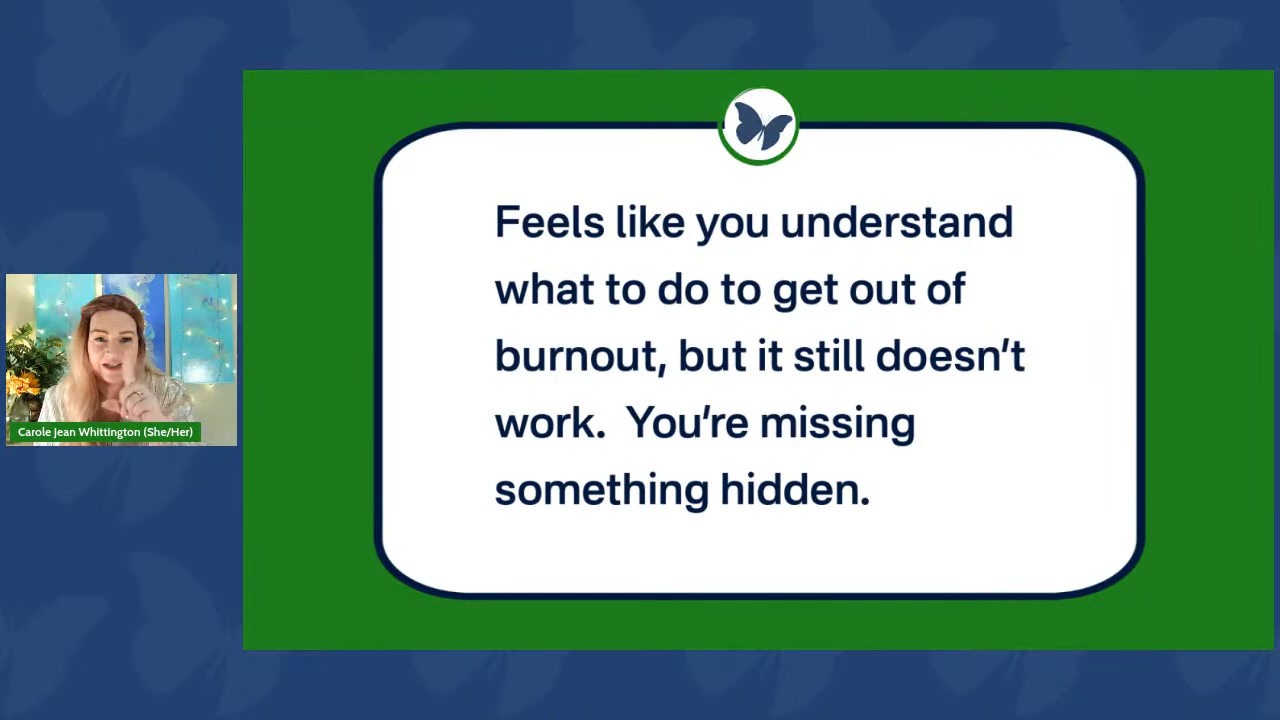 Feels like you understand
what to do to get out of
burnout, but it still doesn't
work.  You're missing
something hidden.
Carole Jean Whittington (She/Her)